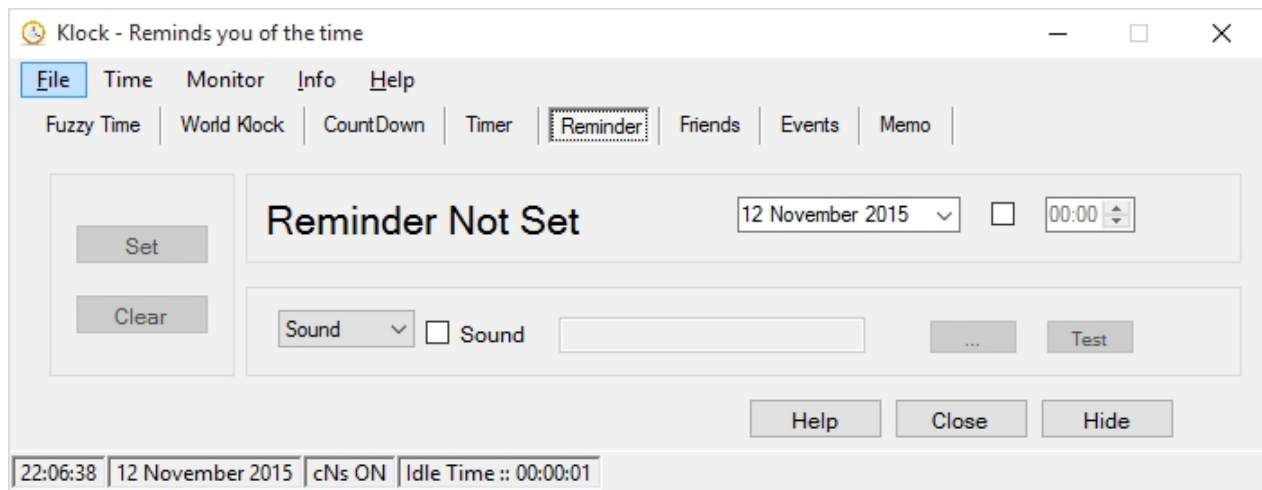 Klock - Reminds you of the time
File Time Monitor Info Help
Fuzzy Time World Klock CountDown Timer Reminder Friends Events Memo
Set
Clear
Reminder Not Set 12 November 2015 00:00
Sound Sound ... Test
Help Close Hide
22:06:38 12 November 2015 cNs ON Idle Time :: 00:00:01